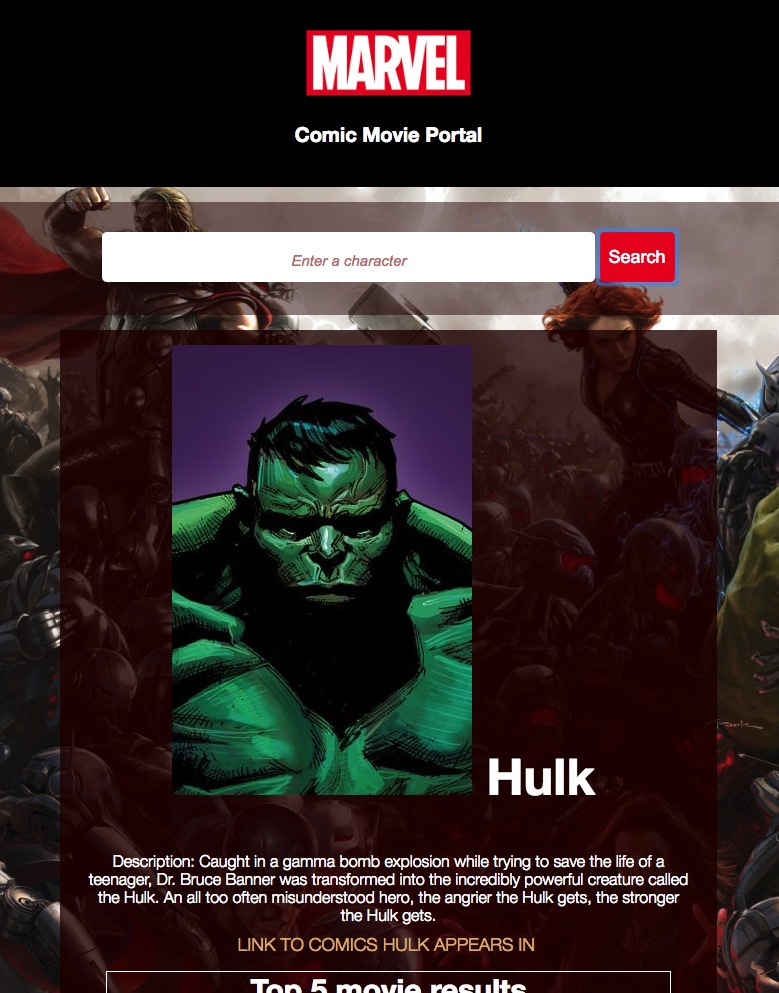 MARVEL
Comic Movie Portal
Enter a character
Search
Hulk
Description: Caught in a gamma bomb explosion while trying to save the life of a
teenager, Dr. Bruce Banner was transformed into the incredibly powerful creature called
the Hulk. An all too often misunderstood hero, the angrier the Hulk gets, the stronger
the Hulk gets.
LINK TO COMICS HULK APPEARS IN
Top 5 movie results